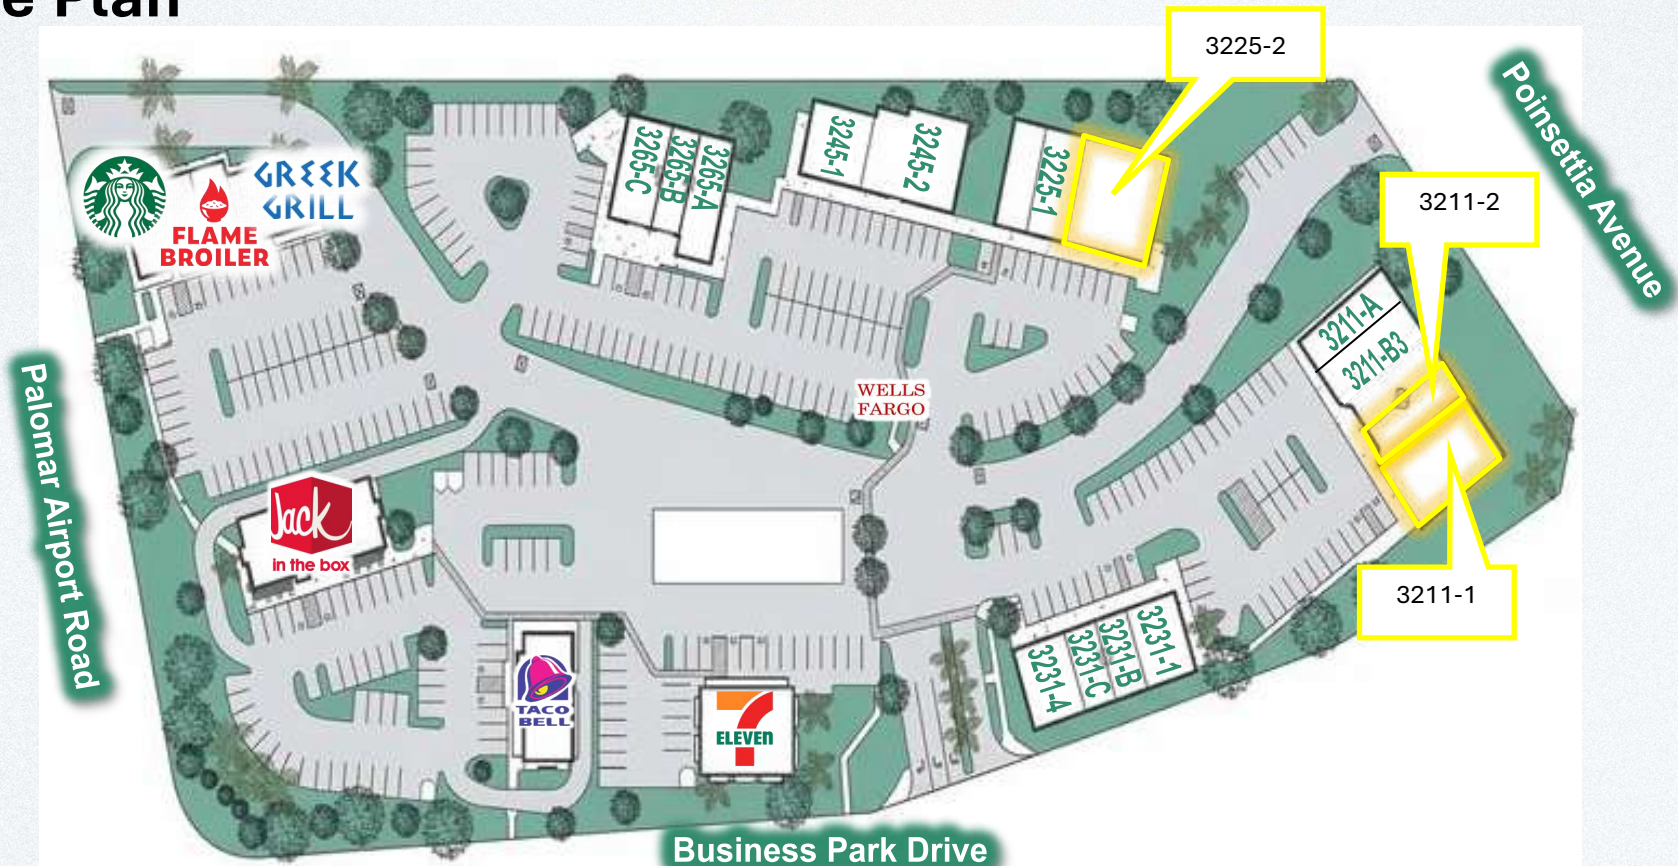 e Plan
3225-2
Poinsettia Avenue
3265-C
3265-B
3265-A
3245-1
3245-2
3225-1
3211-2
GREEK
GRILL
FLAME
BROILER
3211-A
3211-B3
Palomar Airport Road
WELLS
FARGO
Jack
in the box
3211-1
3231-4
3231-C
3231-B
3231-1
TACO
BELL
7
ELEVEN
Business Park Drive